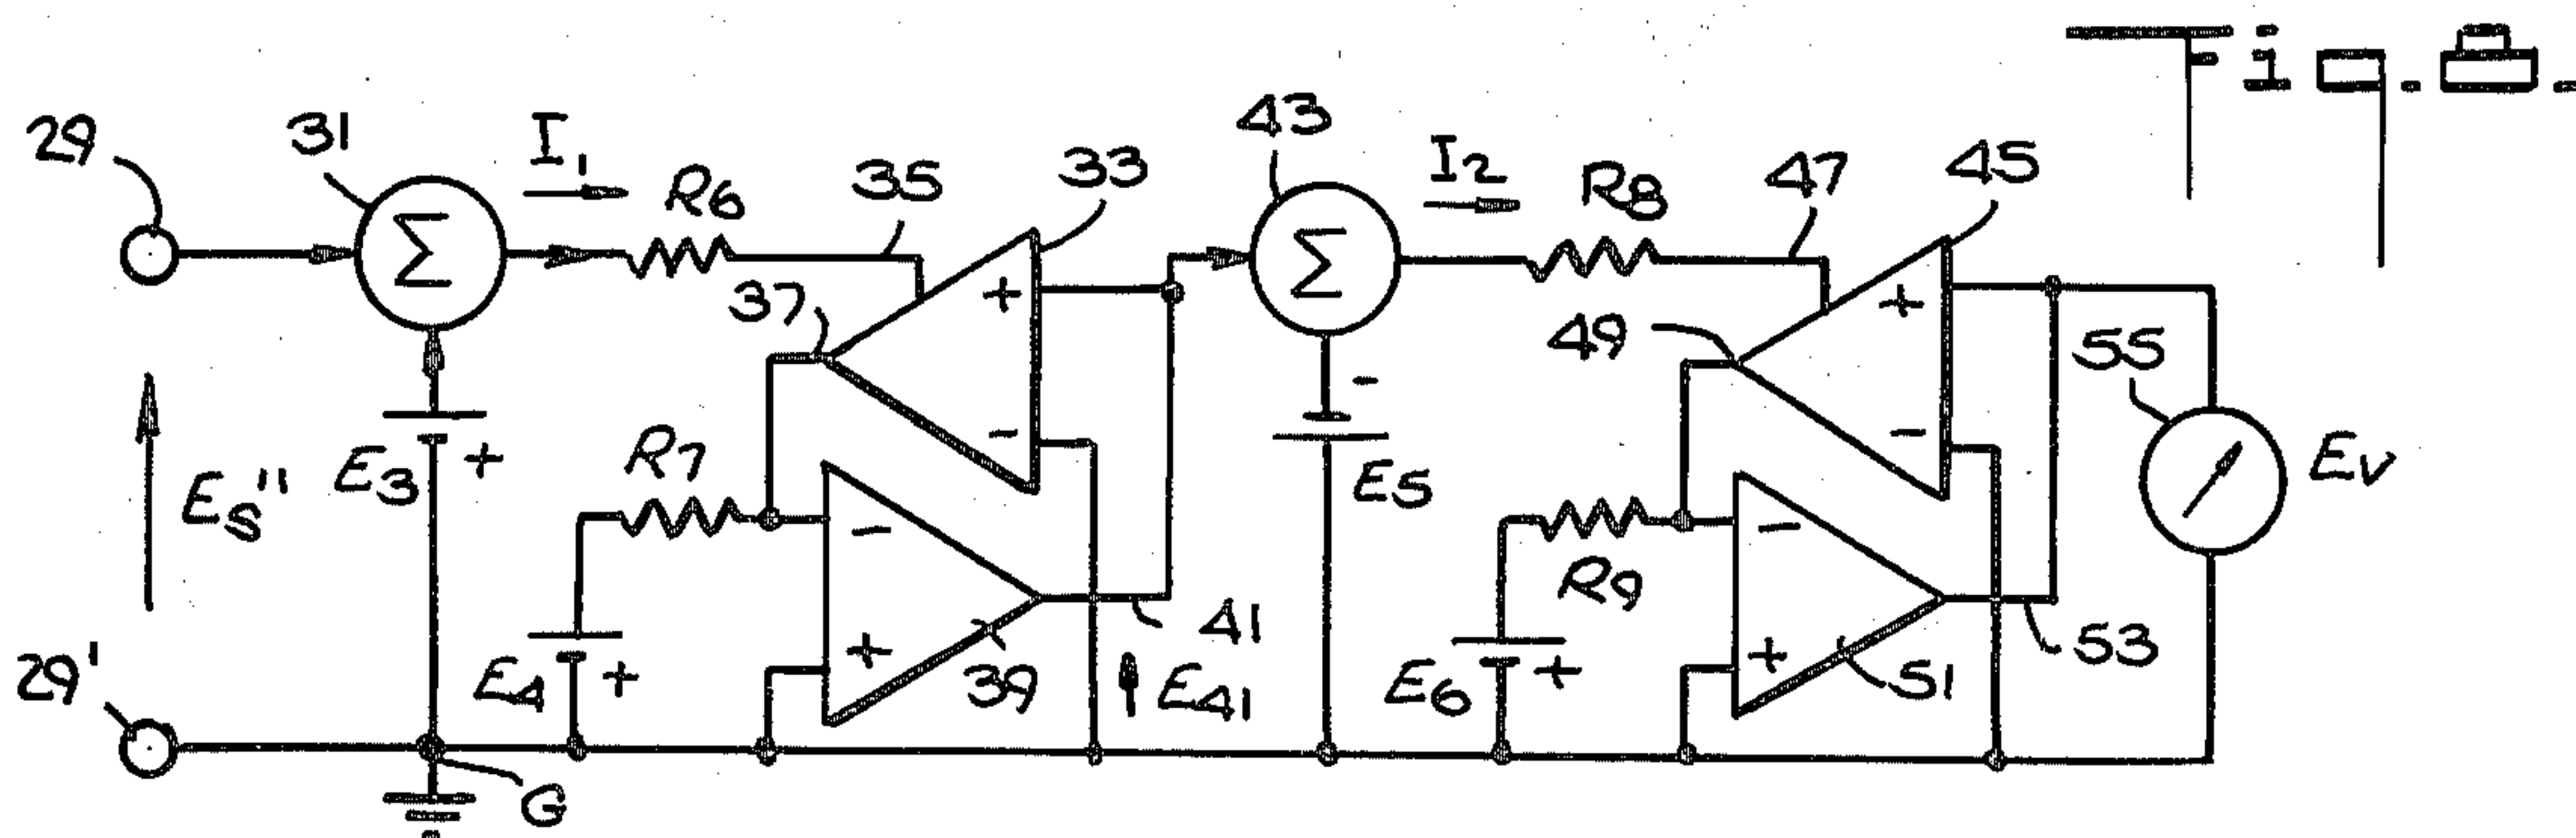 Fig. 8.
29
31
I1
R6
35
33
43
I2
R8
47
45
Σ
+
37
Σ
+
49
55
E3
+
R7
-
-
E5
-
Ev
Es"
-
R9
-
E4
+
+
39
41
E41
E6
+
+
51
53
29'
G